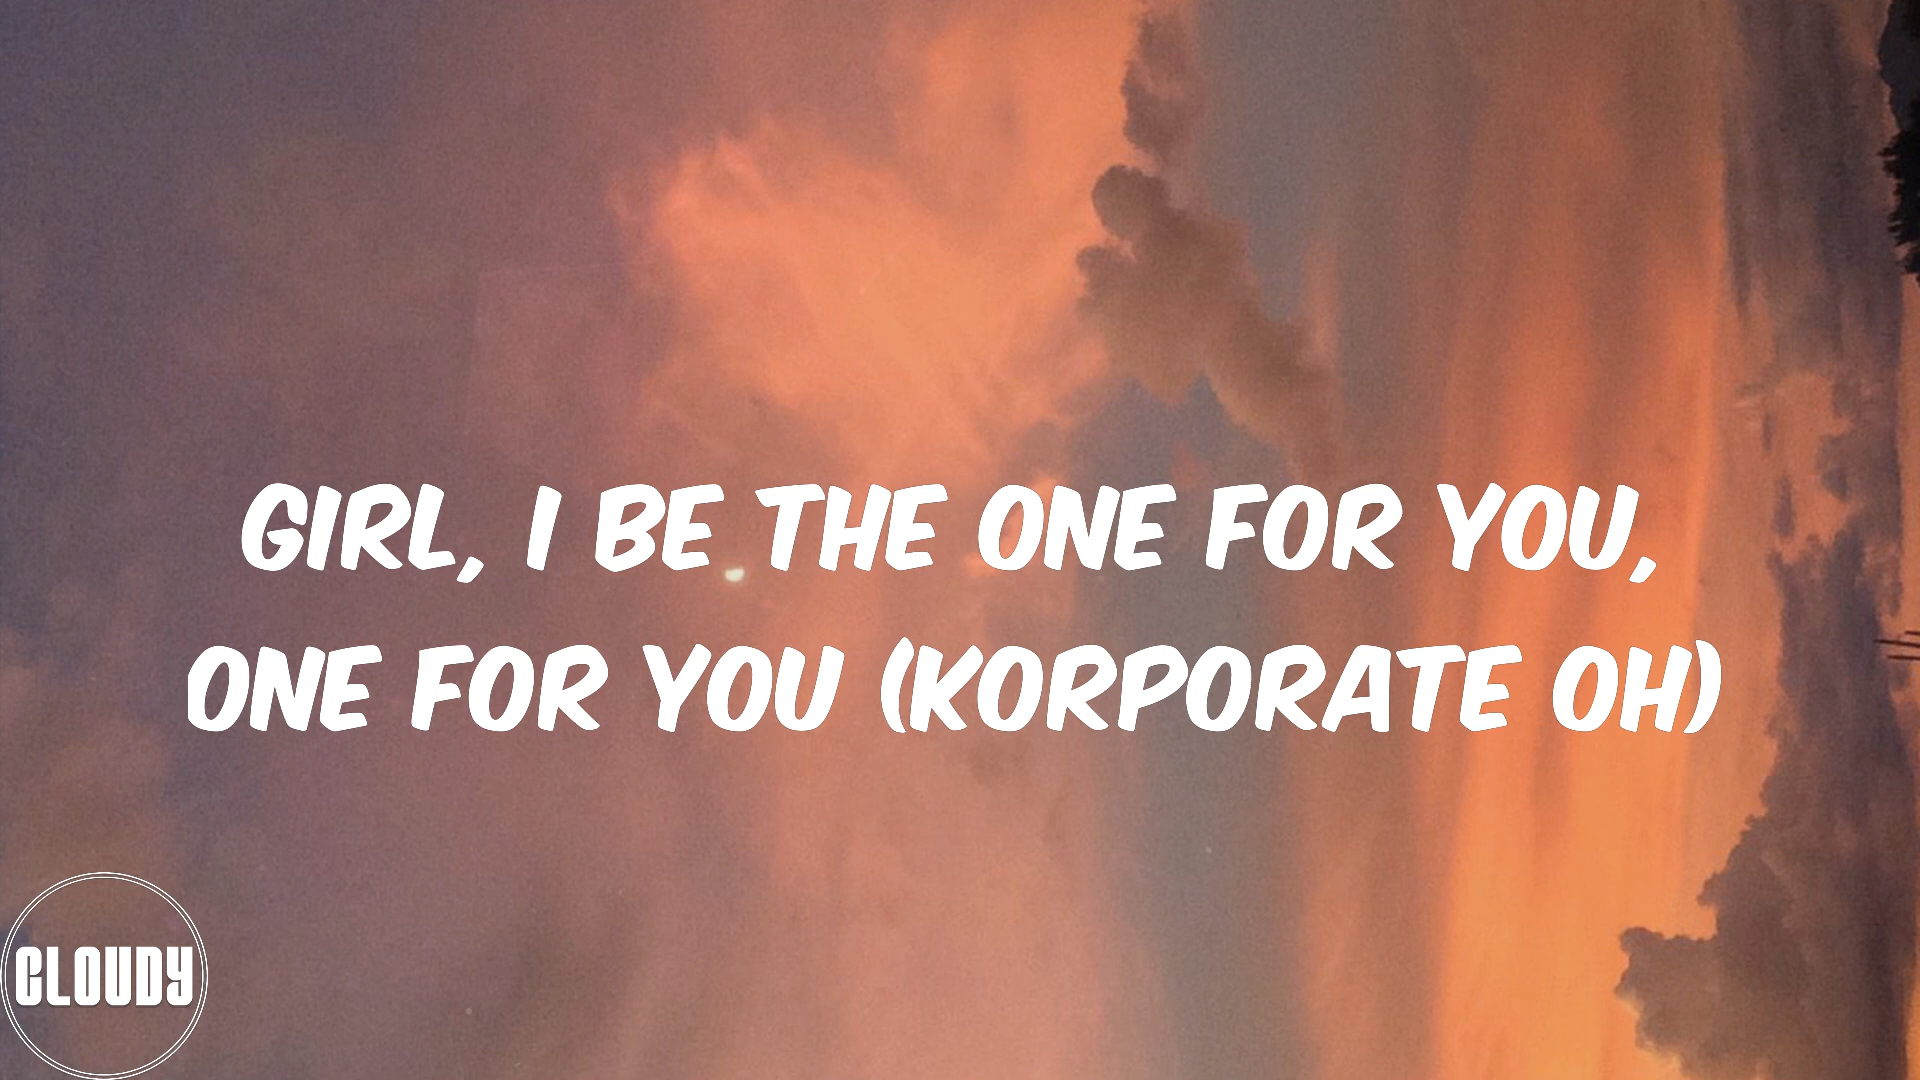 GIRL, I BE THE ONE FOR YOU,
ONE FOR YOU (KORPORATE OH)
CLOUDY